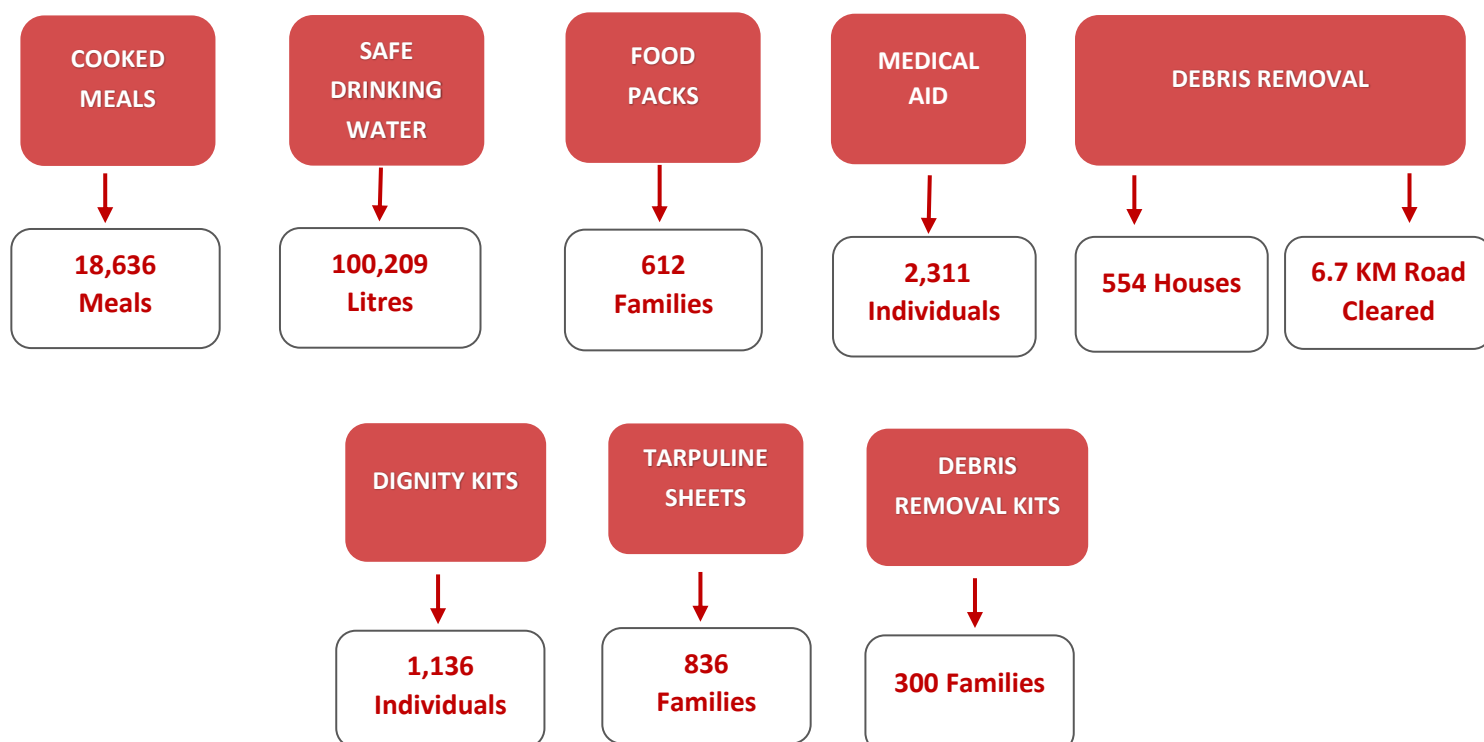 COOKED
MEALS
SAFE
DRINKING
WATER
FOOD
PACKS
MEDICAL
AID
DEBRIS REMOVAL
18,636
Meals
100,209
Litres
612
Families
2,311
Individuals
554 Houses
6.7 KM Road
Cleared
DIGNITY KITS
TARPULINE
SHEETS
DEBRIS
REMOVAL KITS
1,136
Individuals
836
Families
300 Families